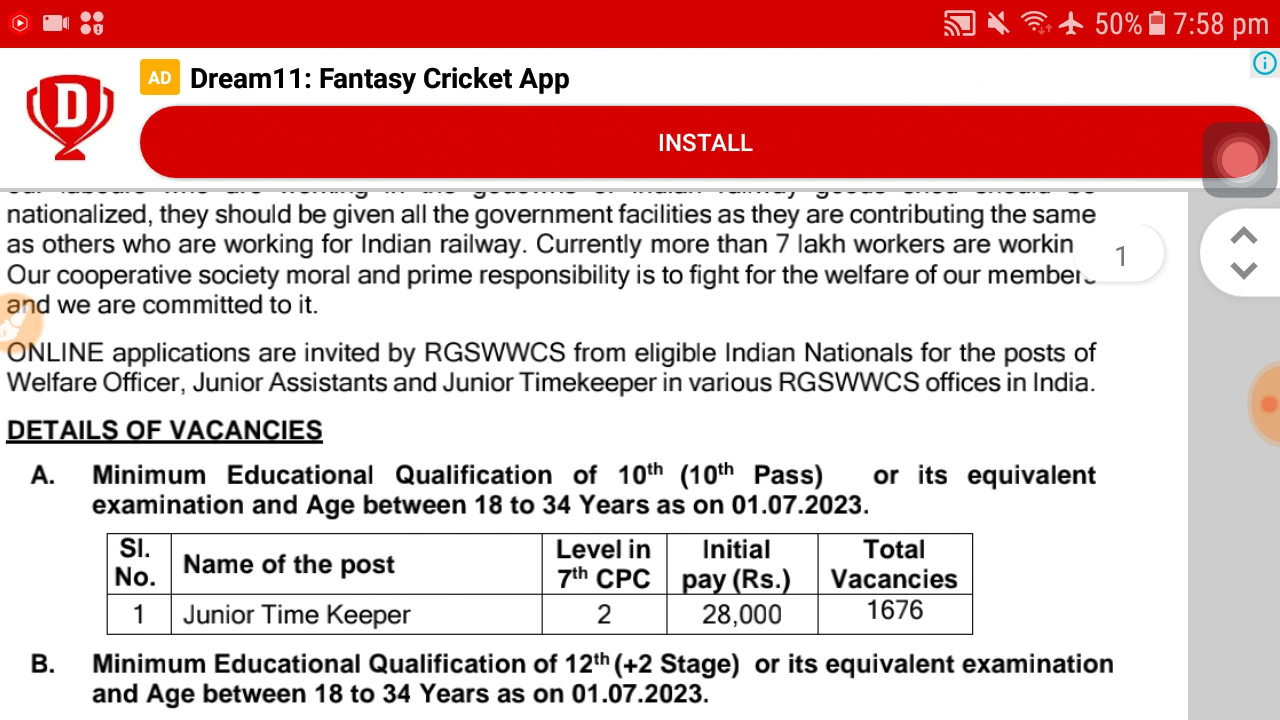 50% 7:58 pm
AD Dream11: Fantasy Cricket App
INSTALL
nationalized, they should be given all the government facilities as they are contributing the same
as others who are working for Indian railway. Currently more than 7 lakh workers are workin
1
Our cooperative society moral and prime responsibility is to fight for the welfare of our members
and we are committed to it.
ONLINE applications are invited by RGSWWCS from eligible Indian Nationals for the posts of
Welfare Officer, Junior Assistants and Junior Timekeeper in various RGSWWCS offices in India.
DETAILS OF VACANCIES
A. Minimum Educational Qualification of 10th (10th Pass) or its equivalent
examination and Age between 18 to 34 Years as on 01.07.2023.
Sl. No. Name of the post Level in 7th CPC Initial pay (Rs.) Total Vacancies
1 Junior Time Keeper 2 28,000 1676
B. Minimum Educational Qualification of 12th (+2 Stage) or its equivalent examination
and Age between 18 to 34 Years as on 01.07.2023.